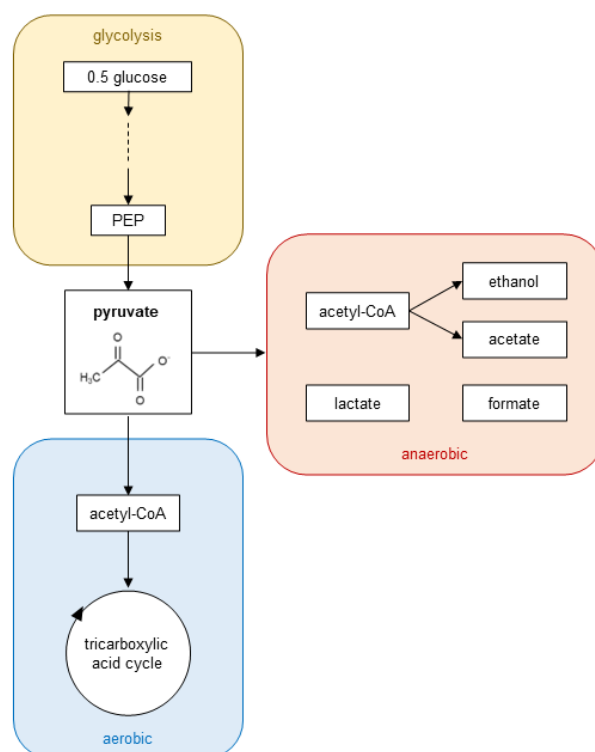 glycolysis
0.5 glucose
PEP
pyruvate
O
O⁻
H₃C
O
acetyl-CoA
ethanol
acetate
lactate
formate
anaerobic
acetyl-CoA
tricarboxylic
acid cycle
aerobic